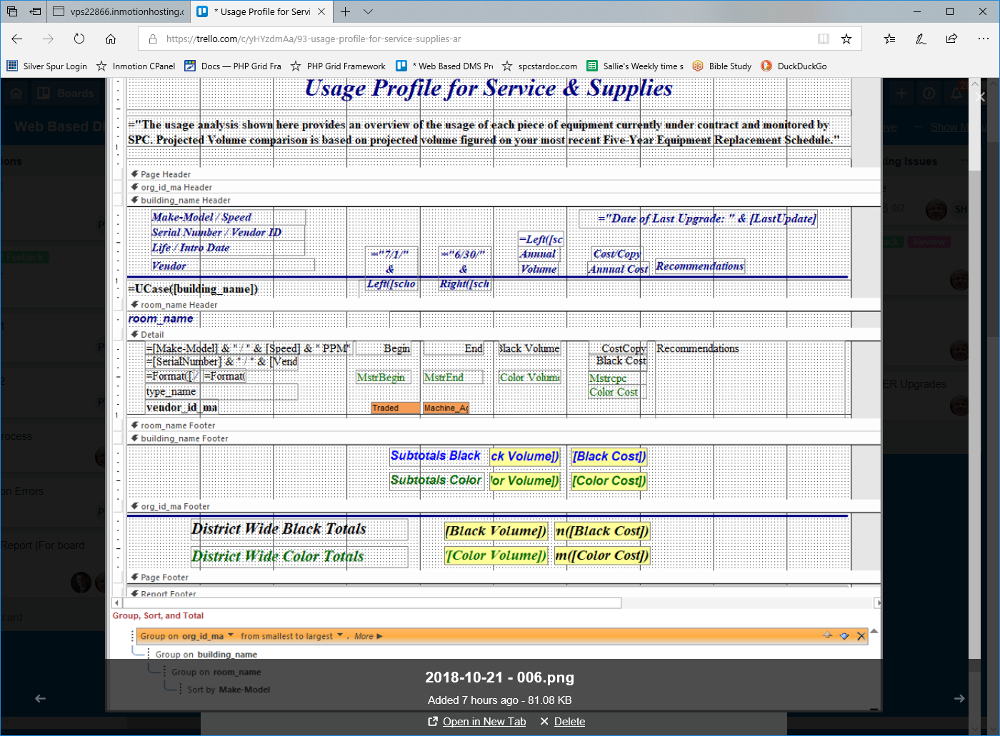 vps22866.inmotionhosting.c
* Usage Profile for Servi
https://trello.com/c/yHYzdmAa/93-usage-profile-for-service-supplies-ar
Silver Spur Login
Inmotion CPanel
Docs — PHP Grid Fra
PHP Grid Framework
* Web Based DMS Pr
spcstardoc.com
Sallie's Weekly time s
Bible Study
DuckDuckGo
Boards
Web Based D
Show M
Usage Profile for Service & Supplies
="The usage analysis shown here provides an overview of the usage of each piece of equipment currently under contract and monitored by
SPC. Projected Volume comparison is based on projected volume figured on your most recent Five-Year Equipment Replacement Schedule."
ions
ing Issues
Page Header
org_id_ma Header
building_name Header
Make-Model / Speed
="Date of Last Upgrade: " & [LastUpdate]
0/2
SH
Serial Number / Vendor ID
=Left([sc
Life / Intro Date
="7/1/"
="6/30/"
Annual
Cost/Copy
Review
Vendor
&
&
Volume
Annual Cost
Recommendations
Left([scho
Right([sch
=UCase([building_name])
room_name Header
room_name
Detail
=[Make-Model] & " / " & [Speed] & " PPM"
Begin
End
Black Volume
CostCopy
Recommendations
=[SerialNumber] & " / " & [Vend
Black Cost
=Format([ /
=Format(
MstrBegin
MstrEnd
Color Volume
Mstrcpc
type_name
Color Cost
ER Upgrades
vendor_id_ma
Traded
Machine_Ag
room_name Footer
rocess
building_name Footer
Subtotals Black
ck Volume])
[Black Cost])
Subtotals Color
lor Volume])
[Color Cost])
on Errors
org_id_ma Footer
District Wide Black Totals
[Black Volume])
m([Black Cost])
Report (For board
District Wide Color Totals
([Color Volume])
m([Color Cost])
Page Footer
Report Footer
card
Group, Sort, and Total
Group on org_id_ma from smallest to largest , More
Group on building_name
Group on room_name
Sort by Make-Model
2018-10-21 - 006.png
Added 7 hours ago - 81.08 KB
Open in New Tab
Delete